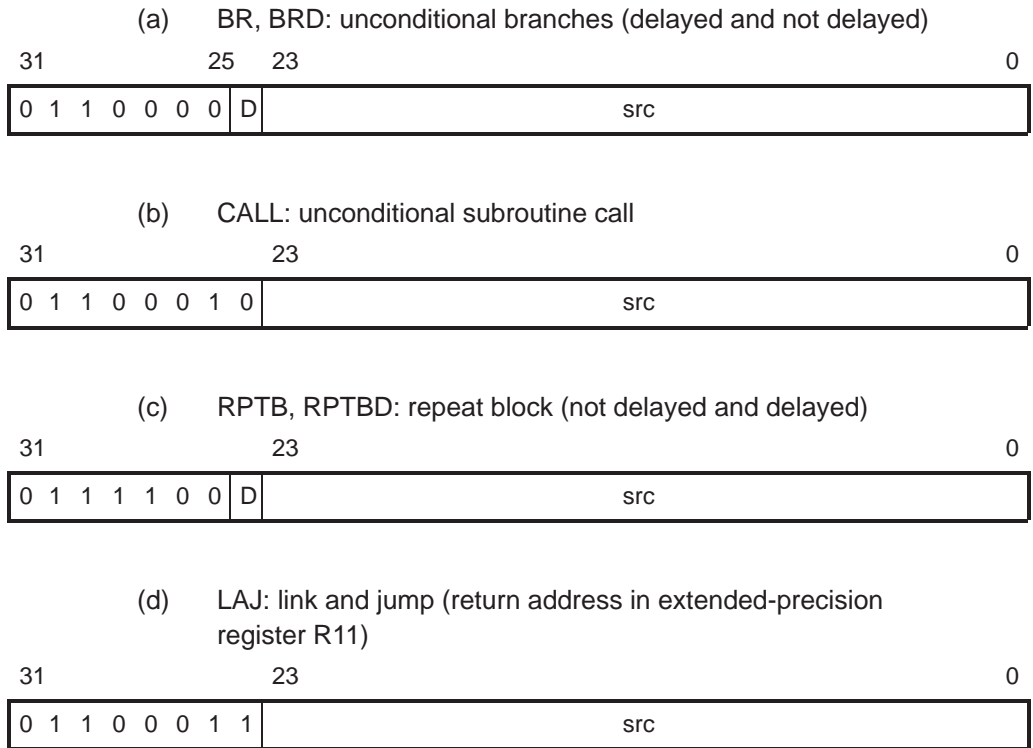 (a) BR, BRD: unconditional branches (delayed and not delayed)
31 25 23 0
0 1 1 0 0 0 0 D src
(b) CALL: unconditional subroutine call
31 23 0
0 1 1 0 0 0 1 0 src
(c) RPTB, RPTBD: repeat block (not delayed and delayed)
31 23 0
0 1 1 1 1 0 0 D src
(d) LAJ: link and jump (return address in extended-precision
register R11)
31 23 0
0 1 1 0 0 0 1 1 src